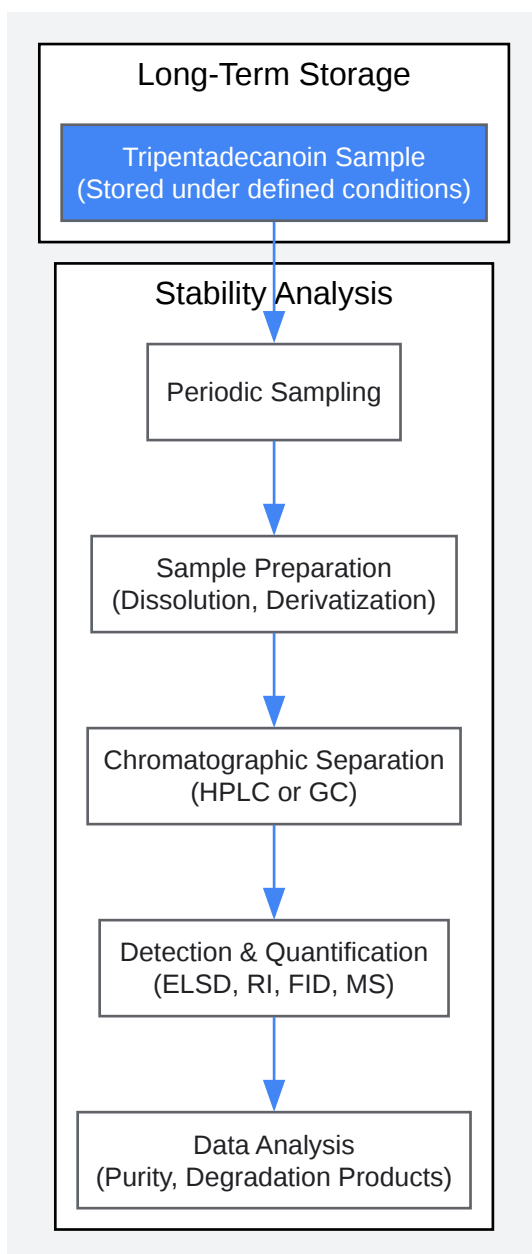 Long-Term Storage
Tripentadecanoin Sample
(Stored under defined conditions)
Stability Analysis
Periodic Sampling
Sample Preparation
(Dissolution, Derivatization)
Chromatographic Separation
(HPLC or GC)
Detection & Quantification
(ELSD, RI, FID, MS)
Data Analysis
(Purity, Degradation Products)